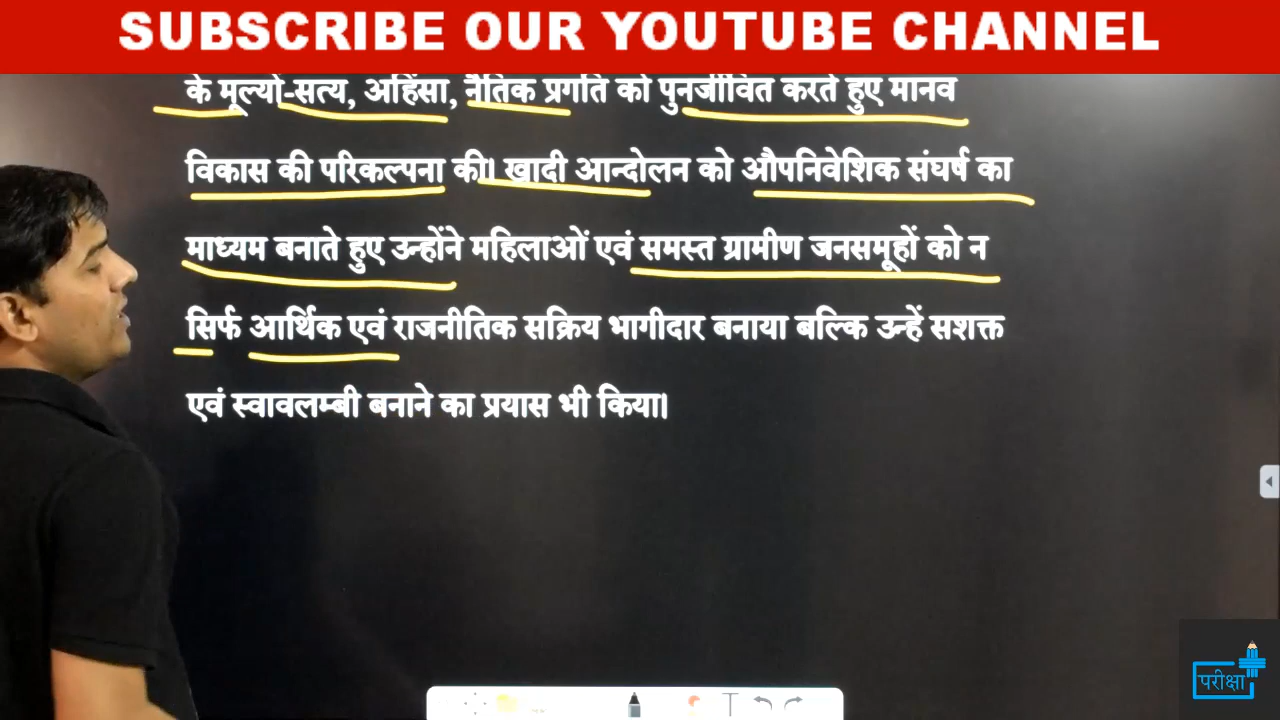 SUBSCRIBE OUR YOUTUBE CHANNEL
के मूल्यो-सत्य, अहिंसा, नैतिक प्रगति को पुनर्जीवित करते हुए मानव
विकास की परिकल्पना की। खादी आन्दोलन को औपनिवेशिक संघर्ष का
माध्यम बनाते हुए उन्होंने महिलाओं एवं समस्त ग्रामीण जनसमूहों को न
सिर्फ आर्थिक एवं राजनीतिक सक्रिय भागीदार बनाया बल्कि उन्हें सशक्त
एवं स्वावलम्बी बनाने का प्रयास भी किया।
परीक्षा